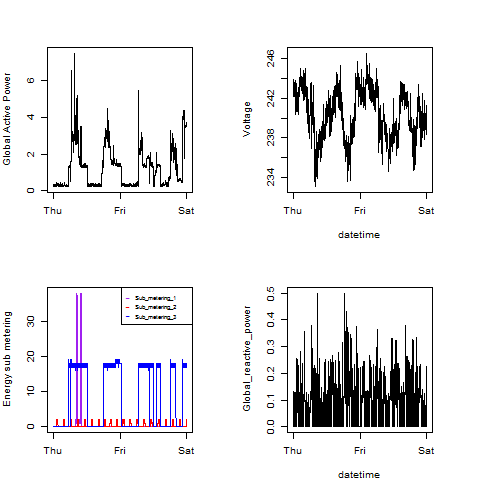 Global Active Power
6
4
2
0
Thu
Fri
Sat
Voltage
246
242
238
234
Thu
Fri
Sat
datetime
Energy sub metering
30
20
10
0
Sub_metering_1
Sub_metering_2
Sub_metering_3
Thu
Fri
Sat
Global_reactive_power
0.5
0.4
0.3
0.2
0.1
0.0
Thu
Fri
Sat
datetime